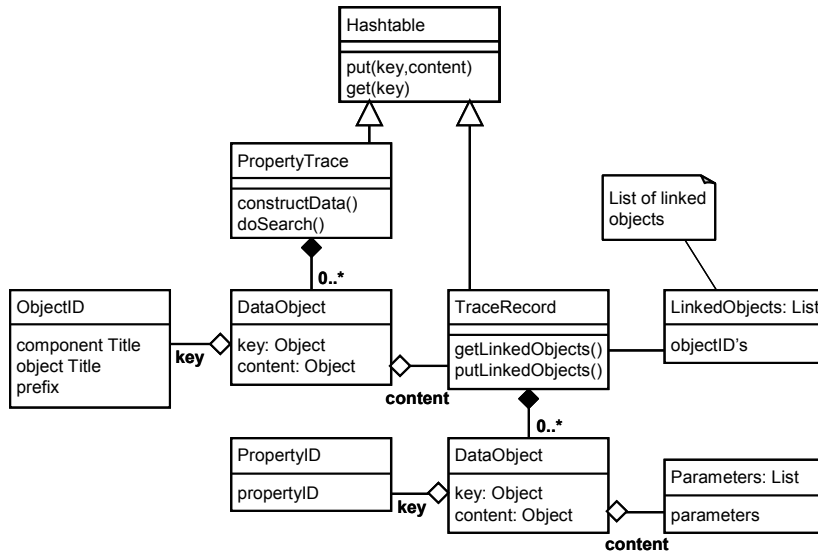 Hashtable
put(key,content)
get(key)
PropertyTrace
constructData()
doSearch()
List of linked
objects
0..*
ObjectID
component Title
object Title
prefix
key
DataObject
key: Object
content: Object
content
TraceRecord
getLinkedObjects()
putLinkedObjects()
LinkedObjects: List
objectID's
0..*
PropertyID
propertyID
key
DataObject
key: Object
content: Object
content
Parameters: List
parameters